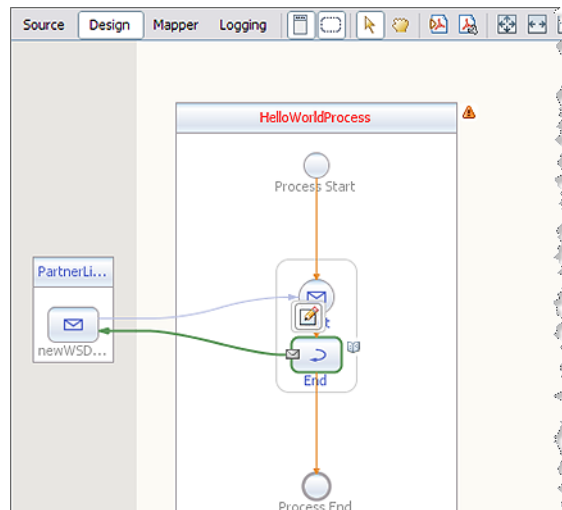 Source Design Mapper Logging
HelloWorldProcess
Process Start
PartnerLi...
newWSD...
End
Process End